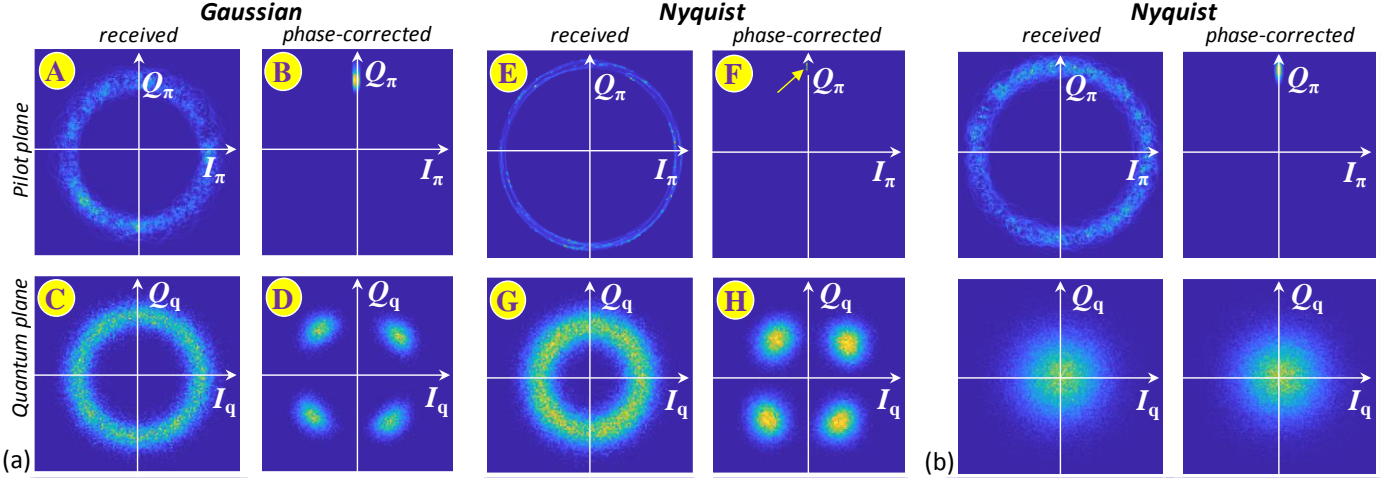 Gaussian Nyquist Nyquist
received phase-corrected received phase-corrected received phase-corrected
Pilot plane
A Qπ Iπ B Qπ Iπ E Qπ Iπ F Qπ Iπ Qπ Iπ Qπ Iπ
Quantum plane
C Qq Iq D Qq Iq G Qq Iq H Qq Iq Qq Iq Qq Iq
(a) (b)